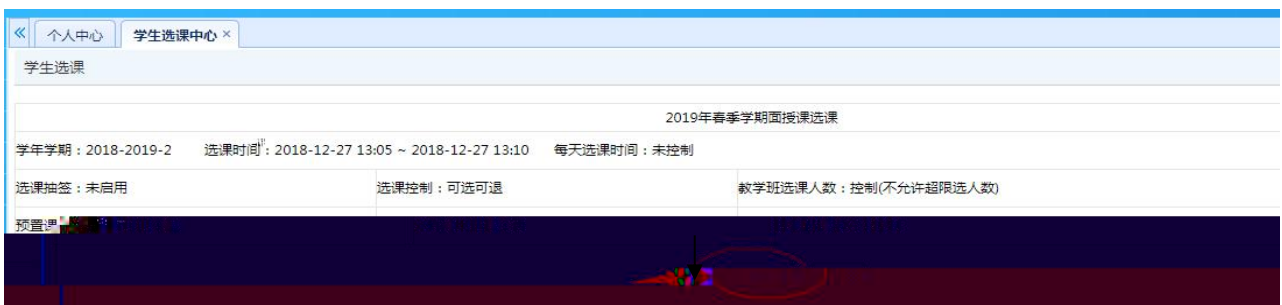 个人中心 学生选课中心 ×
学生选课
2019年春季学期面授课选课
学年学期：2018-2019-2 选课时间：2018-12-27 13:05 ~ 2018-12-27 13:10 每天选课时间：未控制
选课抽签：未启用 选课控制：可选可退 教学班选课人数：控制(不允许超限选人数)
预置课